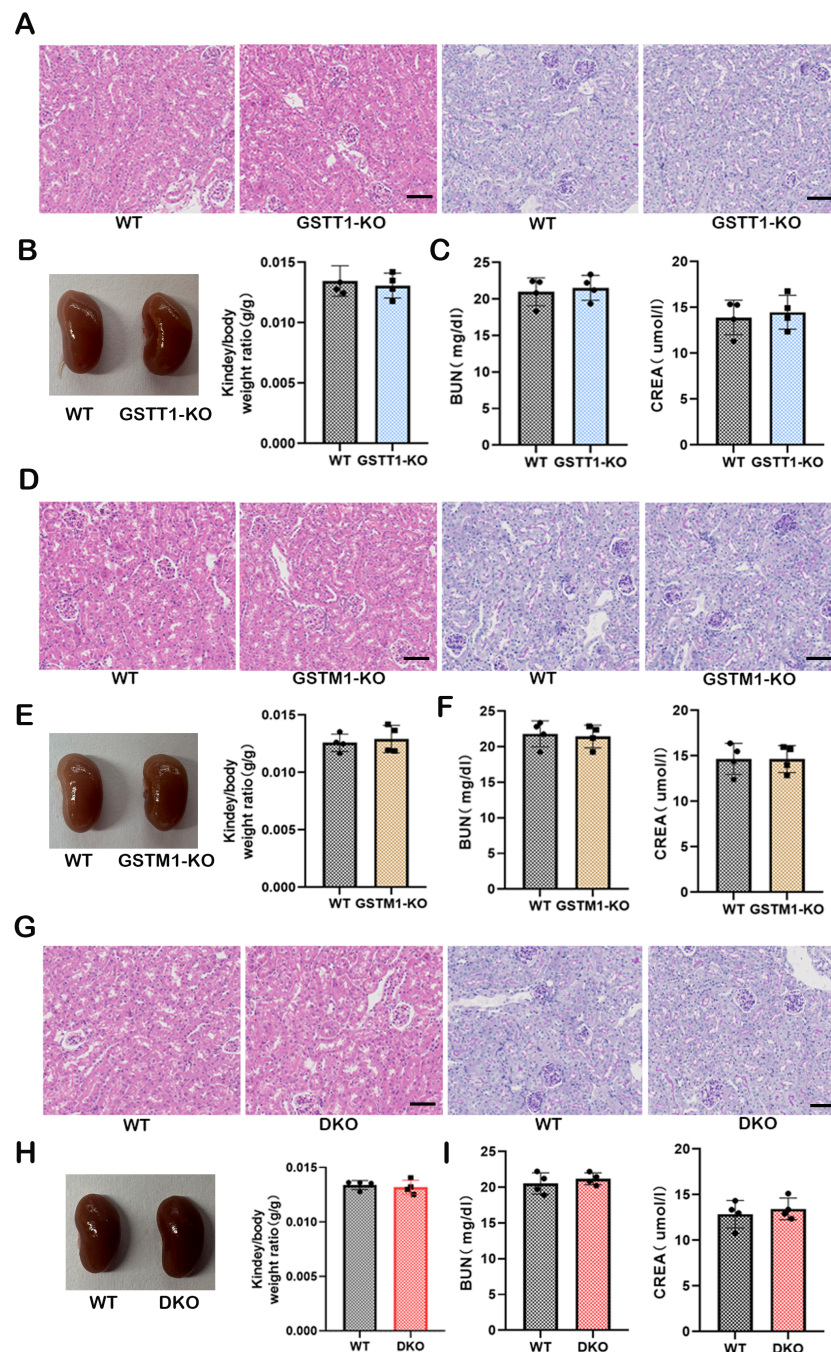 A
WT
GSTT1-KO
WT
GSTT1-KO
B
WT
GSTT1-KO
Kindey/body
weight ratio(g/g)
0.015
0.010
0.005
0.000
WT
GSTT1-KO
C
BUN( mg/dl)
25
20
15
10
5
0
WT
GSTT1-KO
CREA( umol/l)
20
15
10
5
0
WT
GSTT1-KO
D
WT
GSTM1-KO
WT
GSTM1-KO
E
WT
GSTM1-KO
Kindey/body
weight ratio(g/g)
0.015
0.010
0.005
0.000
WT
GSTM1-KO
F
BUN( mg/dl)
25
20
15
10
5
0
WT
GSTM1-KO
CREA( umol/l)
20
15
10
5
0
WT
GSTM1-KO
G
WT
DKO
WT
DKO
H
WT
DKO
Kindey/body
weight ratio(g/g)
0.015
0.010
0.005
0.000
WT
DKO
I
BUN( mg/dl)
25
20
15
10
5
0
WT
DKO
CREA( umol/l)
20
15
10
5
0
WT
DKO